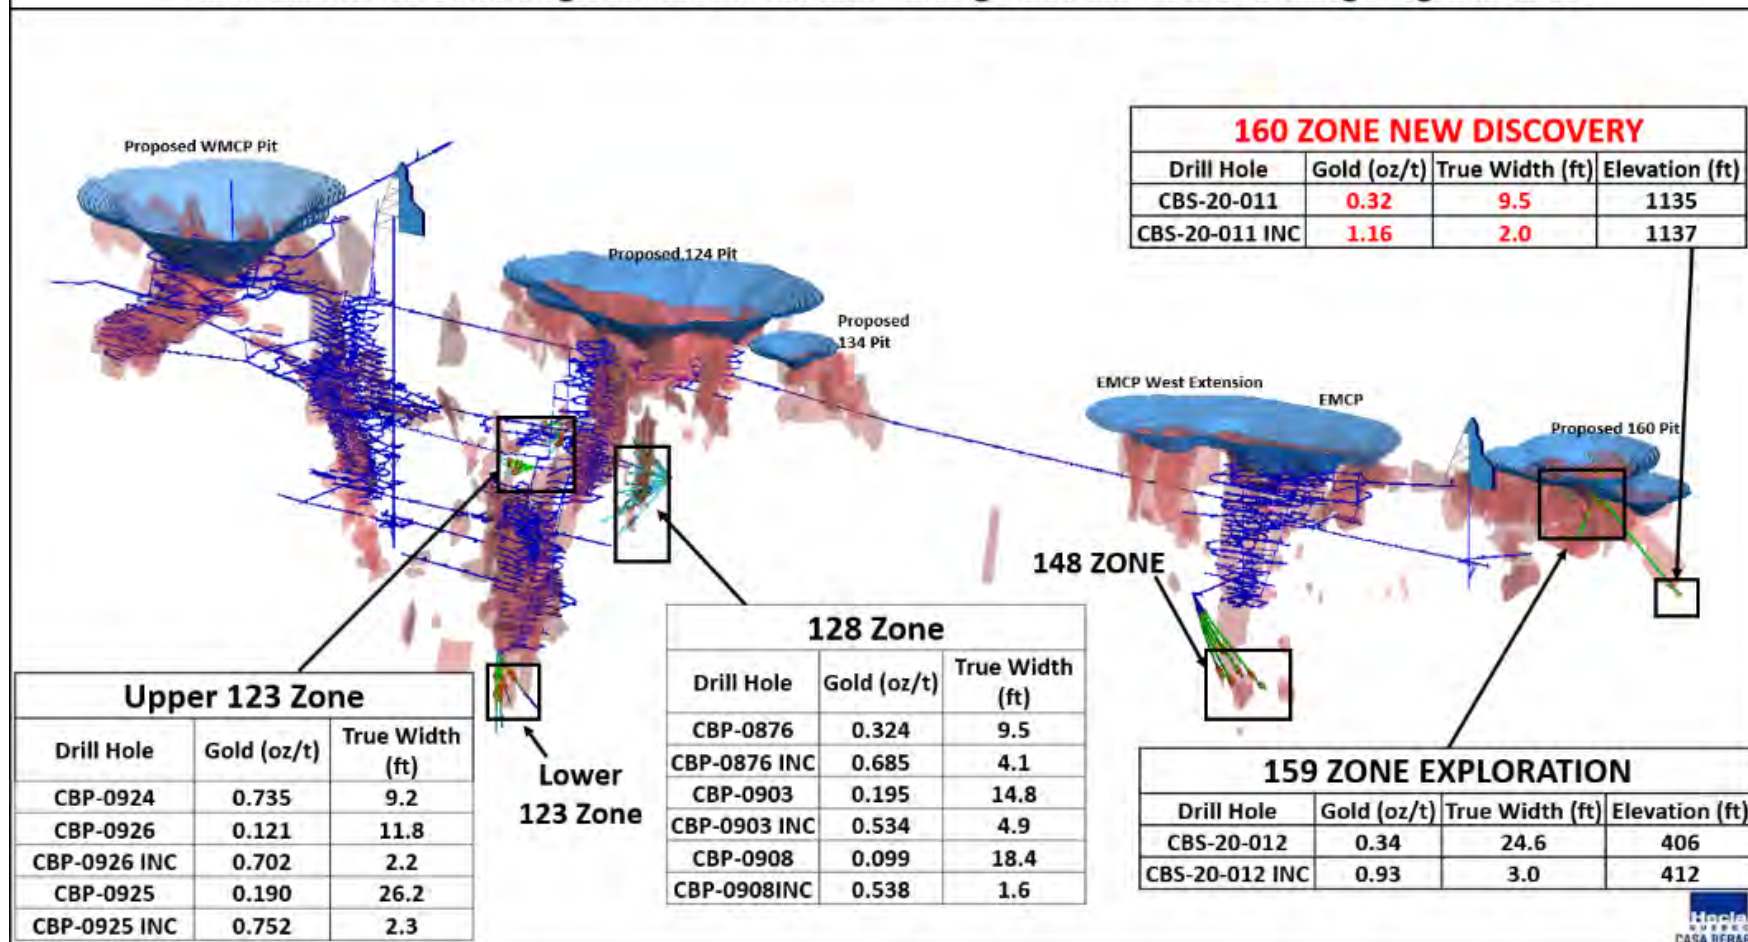 Proposed WMCP Pit
Proposed 124 Pit
Proposed
134 Pit
EMCP West Extension
EMCP
Proposed 160 Pit
160 ZONE NEW DISCOVERY
Drill Hole Gold (oz/t) True Width (ft) Elevation (ft)
CBS-20-011 0.32 9.5 1135
CBS-20-011 INC 1.16 2.0 1137
148 ZONE
Lower
123 Zone
Upper 123 Zone
Drill Hole Gold (oz/t) True Width (ft)
CBP-0924 0.735 9.2
CBP-0926 0.121 11.8
CBP-0926 INC 0.702 2.2
CBP-0925 0.190 26.2
CBP-0925 INC 0.752 2.3
128 Zone
Drill Hole Gold (oz/t) True Width (ft)
CBP-0876 0.324 9.5
CBP-0876 INC 0.685 4.1
CBP-0903 0.195 14.8
CBP-0903 INC 0.534 4.9
CBP-0908 0.099 18.4
CBP-0908INC 0.538 1.6
159 ZONE EXPLORATION
Drill Hole Gold (oz/t) True Width (ft) Elevation (ft)
CBS-20-012 0.34 24.6 406
CBS-20-012 INC 0.93 3.0 412
Hecla
QUEBEC
CASA